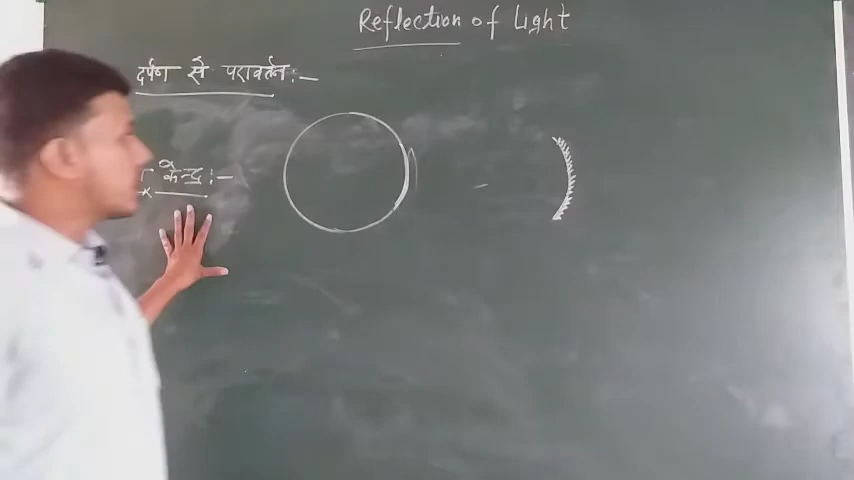 Reflection of Light
दर्पण से परावर्तन :-
केन्द्र :-